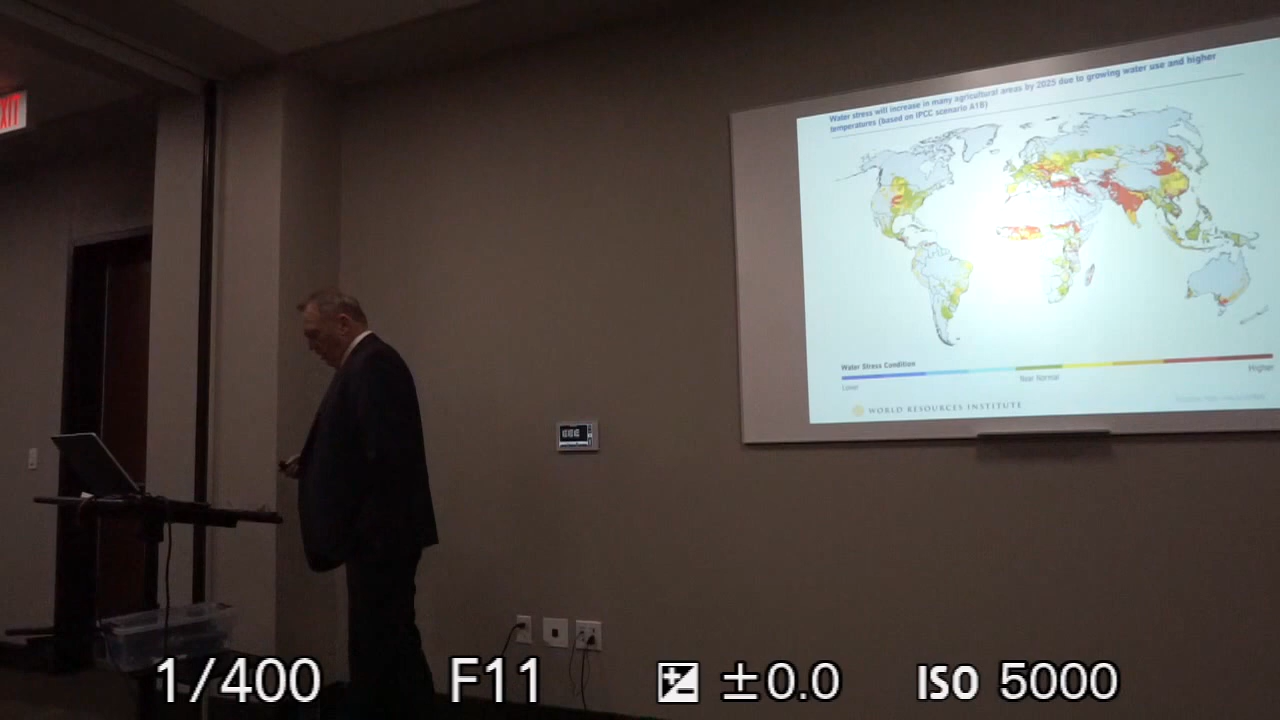 EXIT
Water stress will increase in many agricultural areas by 2025 due to growing water use and higher
temperatures (based on IPCC scenario A1B)
Water Stress Condition
Lower
Near Normal
Higher
WORLD RESOURCES INSTITUTE
1/400 F11 ±0.0 ISO 5000